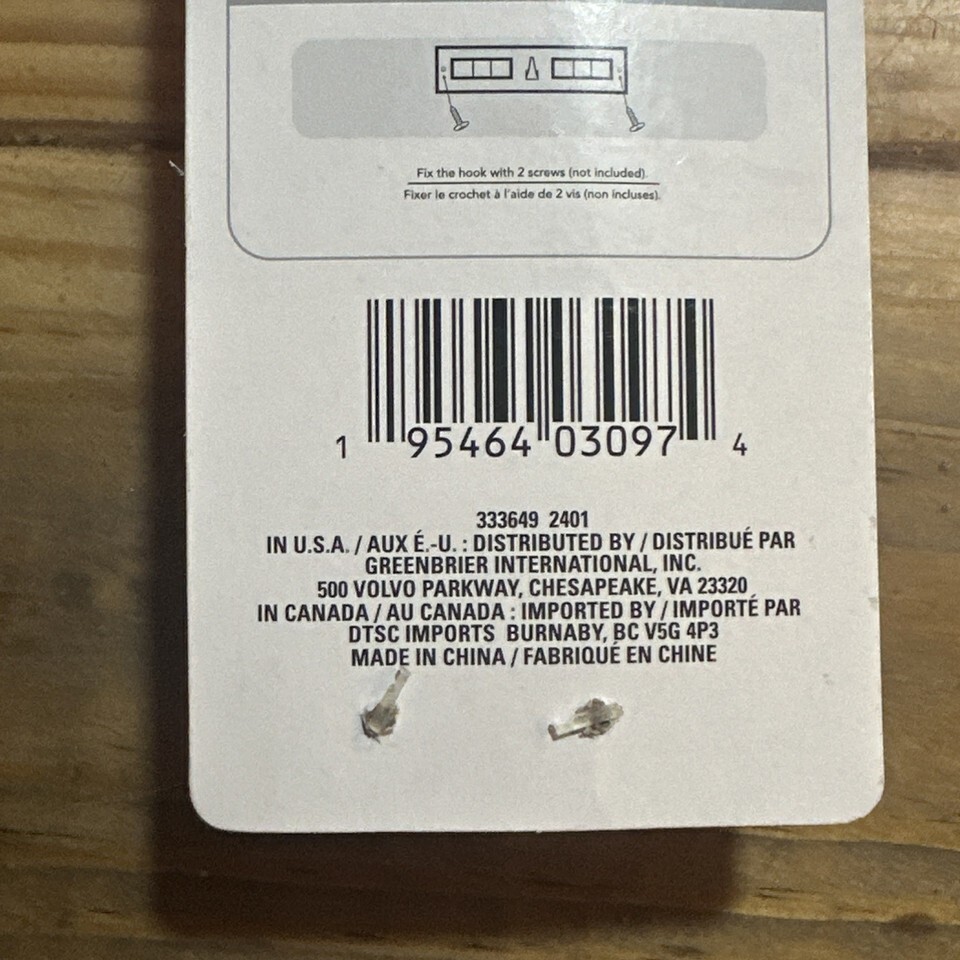 Fix the hook with 2 screws (not included).
Fixer le crochet à l'aide de 2 vis (non incluses).
1 95464 03097 4
333649 2401
IN U.S.A. / AUX É.-U. : DISTRIBUTED BY / DISTRIBUÉ PAR
GREENBRIER INTERNATIONAL, INC.
500 VOLVO PARKWAY, CHESAPEAKE, VA 23320
IN CANADA / AU CANADA : IMPORTED BY / IMPORTÉ PAR
DTSC IMPORTS BURNABY, BC V5G 4P3
MADE IN CHINA / FABRIQUÉ EN CHINE